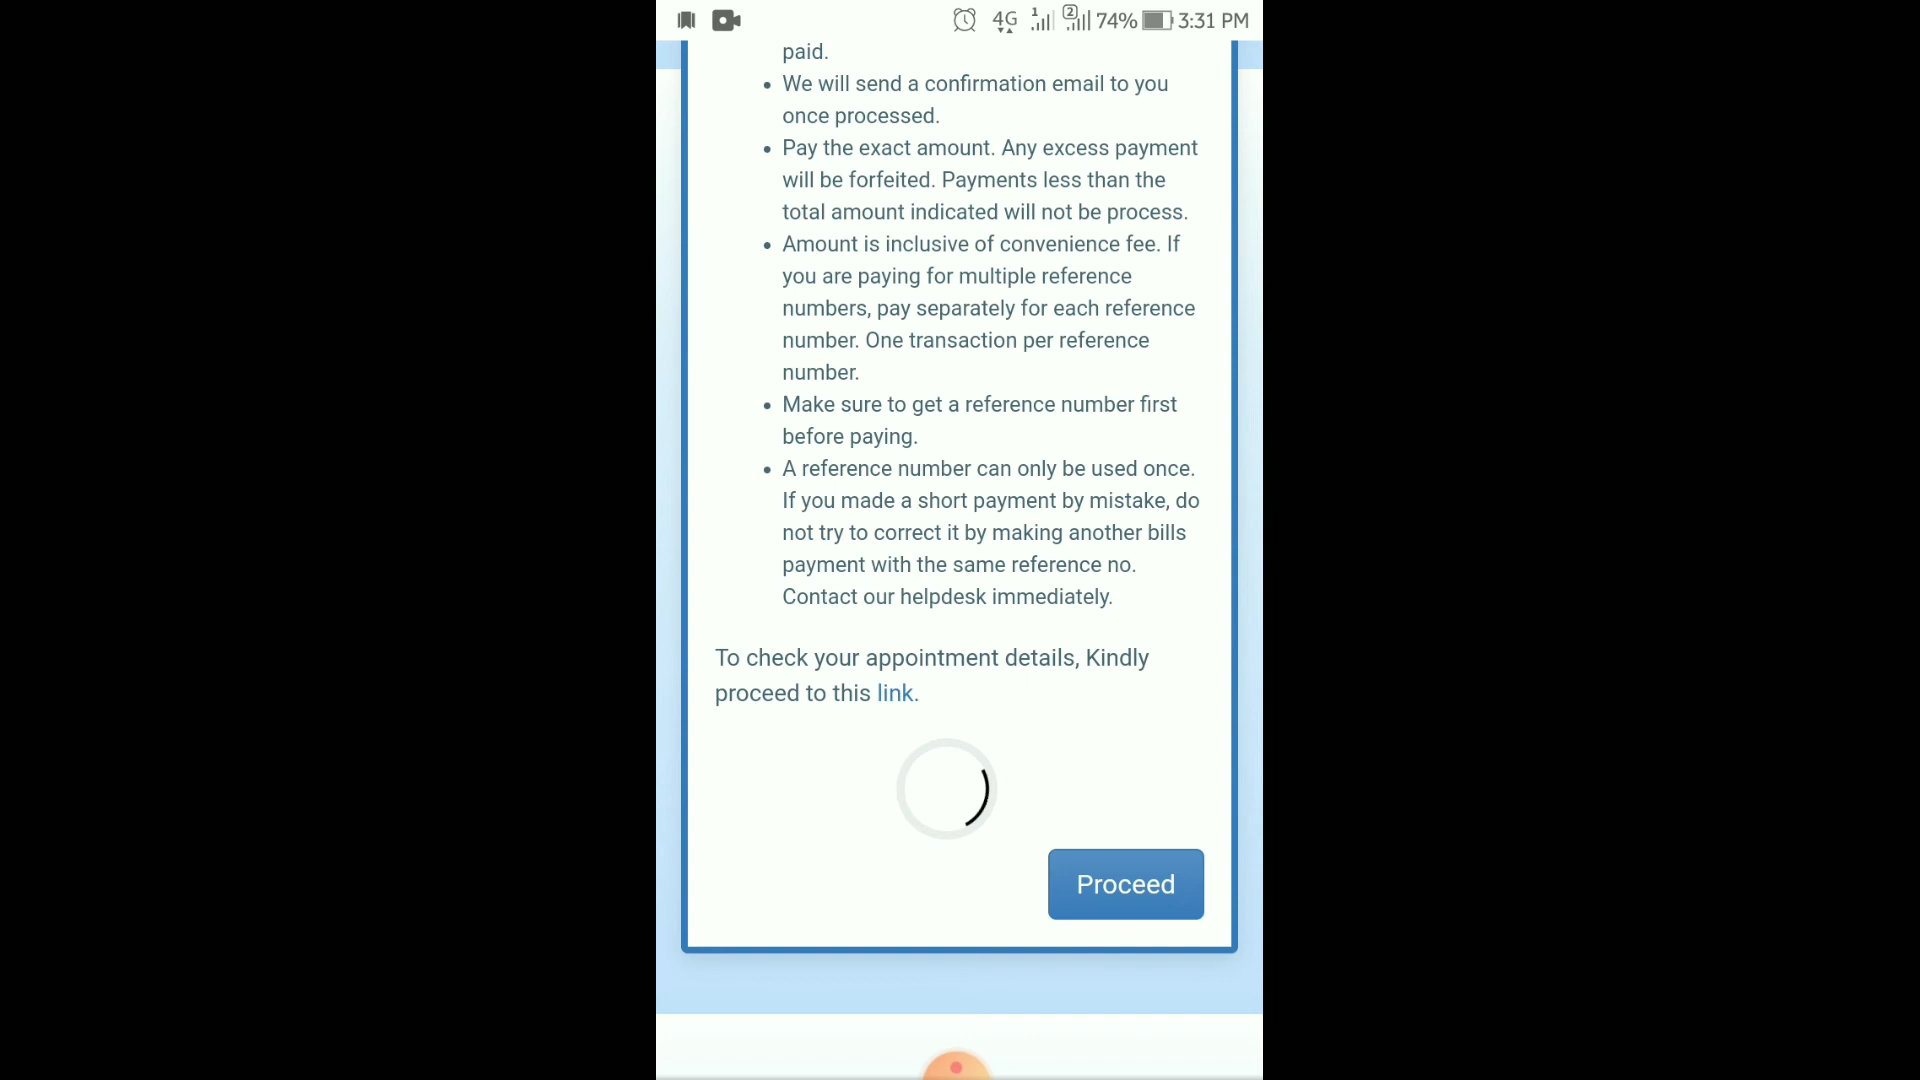 4G 1 2 74% 3:31 PM
paid.
• We will send a confirmation email to you
once processed.
• Pay the exact amount. Any excess payment
will be forfeited. Payments less than the
total amount indicated will not be process.
• Amount is inclusive of convenience fee. If
you are paying for multiple reference
numbers, pay separately for each reference
number. One transaction per reference
number.
• Make sure to get a reference number first
before paying.
• A reference number can only be used once.
If you made a short payment by mistake, do
not try to correct it by making another bills
payment with the same reference no.
Contact our helpdesk immediately.
To check your appointment details, Kindly
proceed to this link.
Proceed